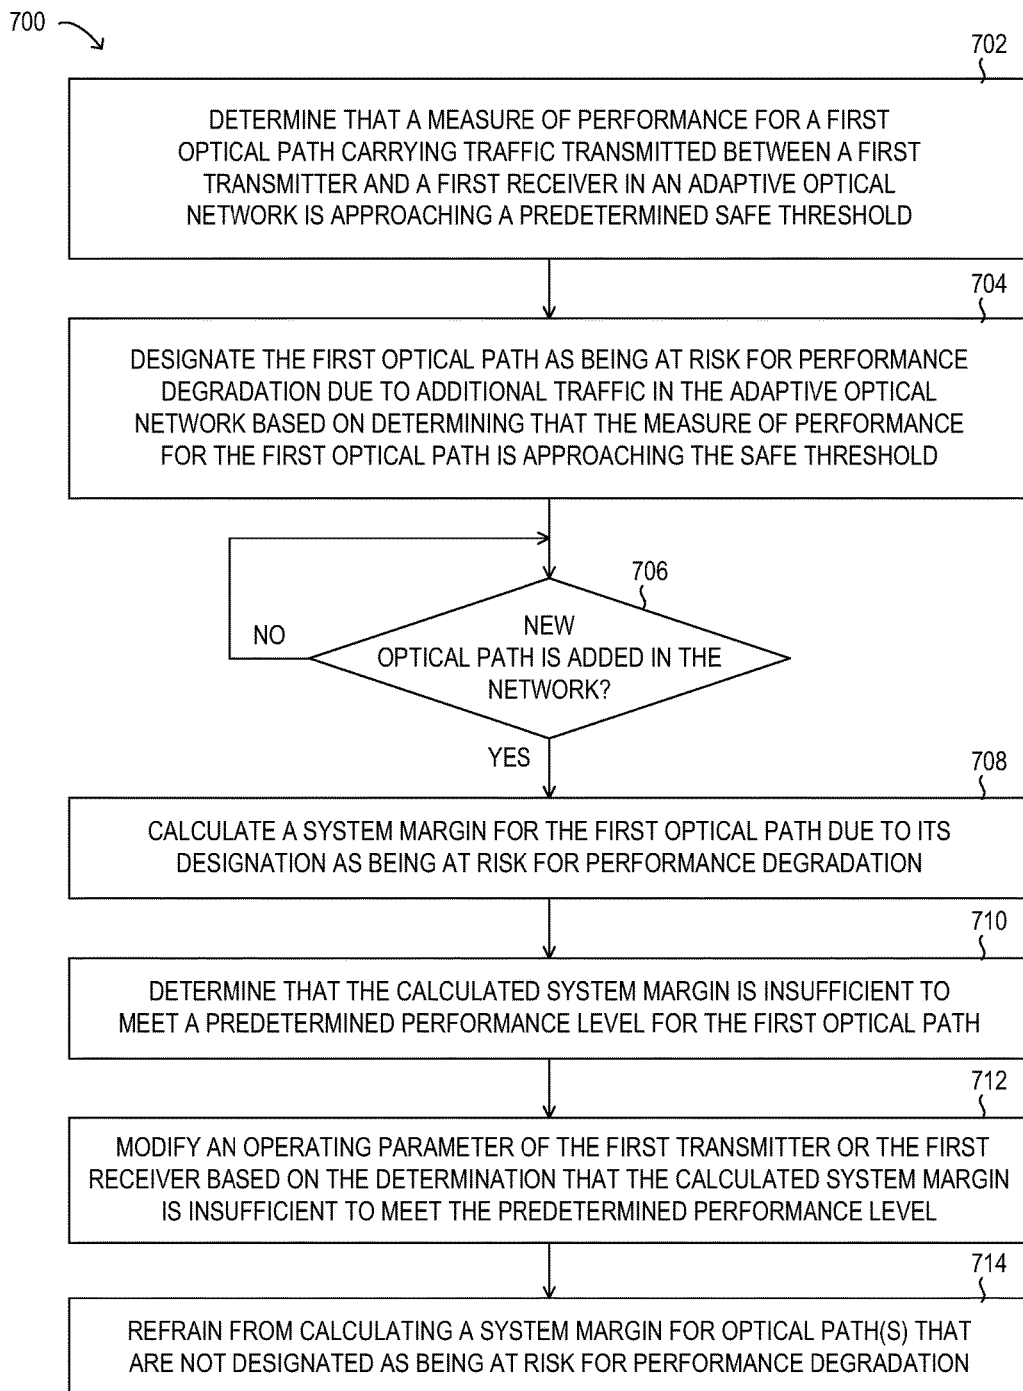 700
702
DETERMINE THAT A MEASURE OF PERFORMANCE FOR A FIRST
OPTICAL PATH CARRYING TRAFFIC TRANSMITTED BETWEEN A FIRST
TRANSMITTER AND A FIRST RECEIVER IN AN ADAPTIVE OPTICAL
NETWORK IS APPROACHING A PREDETERMINED SAFE THRESHOLD
704
DESIGNATE THE FIRST OPTICAL PATH AS BEING AT RISK FOR PERFORMANCE
DEGRADATION DUE TO ADDITIONAL TRAFFIC IN THE ADAPTIVE OPTICAL
NETWORK BASED ON DETERMINING THAT THE MEASURE OF PERFORMANCE
FOR THE FIRST OPTICAL PATH IS APPROACHING THE SAFE THRESHOLD
706
NEW
OPTICAL PATH IS ADDED IN THE
NETWORK?
NO
YES
708
CALCULATE A SYSTEM MARGIN FOR THE FIRST OPTICAL PATH DUE TO ITS
DESIGNATION AS BEING AT RISK FOR PERFORMANCE DEGRADATION
710
DETERMINE THAT THE CALCULATED SYSTEM MARGIN IS INSUFFICIENT TO
MEET A PREDETERMINED PERFORMANCE LEVEL FOR THE FIRST OPTICAL PATH
712
MODIFY AN OPERATING PARAMETER OF THE FIRST TRANSMITTER OR THE FIRST
RECEIVER BASED ON THE DETERMINATION THAT THE CALCULATED SYSTEM MARGIN
IS INSUFFICIENT TO MEET THE PREDETERMINED PERFORMANCE LEVEL
714
REFRAIN FROM CALCULATING A SYSTEM MARGIN FOR OPTICAL PATH(S) THAT
ARE NOT DESIGNATED AS BEING AT RISK FOR PERFORMANCE DEGRADATION